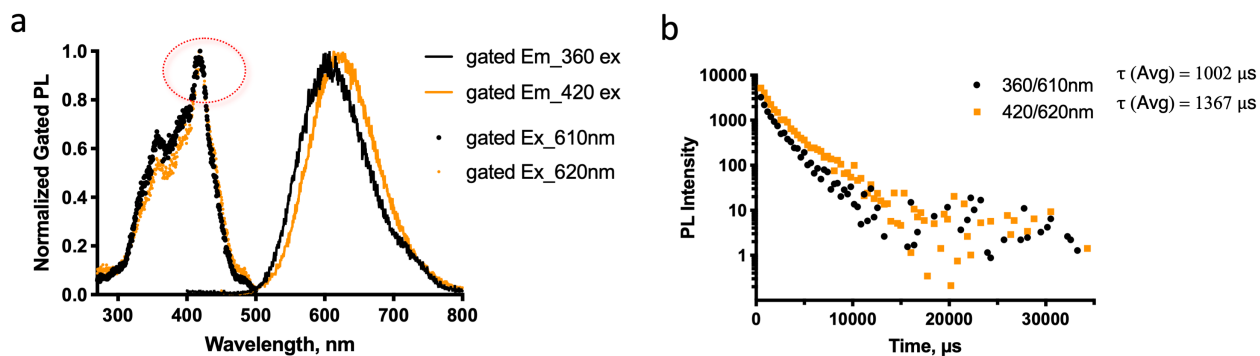 a
Normalized Gated PL
1.0
0.8
0.6
0.4
0.2
0.0
300 400 500 600 700 800
Wavelength, nm
gated Em_360 ex
gated Em_420 ex
gated Ex_610nm
gated Ex_620nm
b
PL Intensity
10000
1000
100
10
1
0 10000 20000 30000
Time, µs
360/610nm
420/620nm
τ (Avg) = 1002 µs
τ (Avg) = 1367 µs